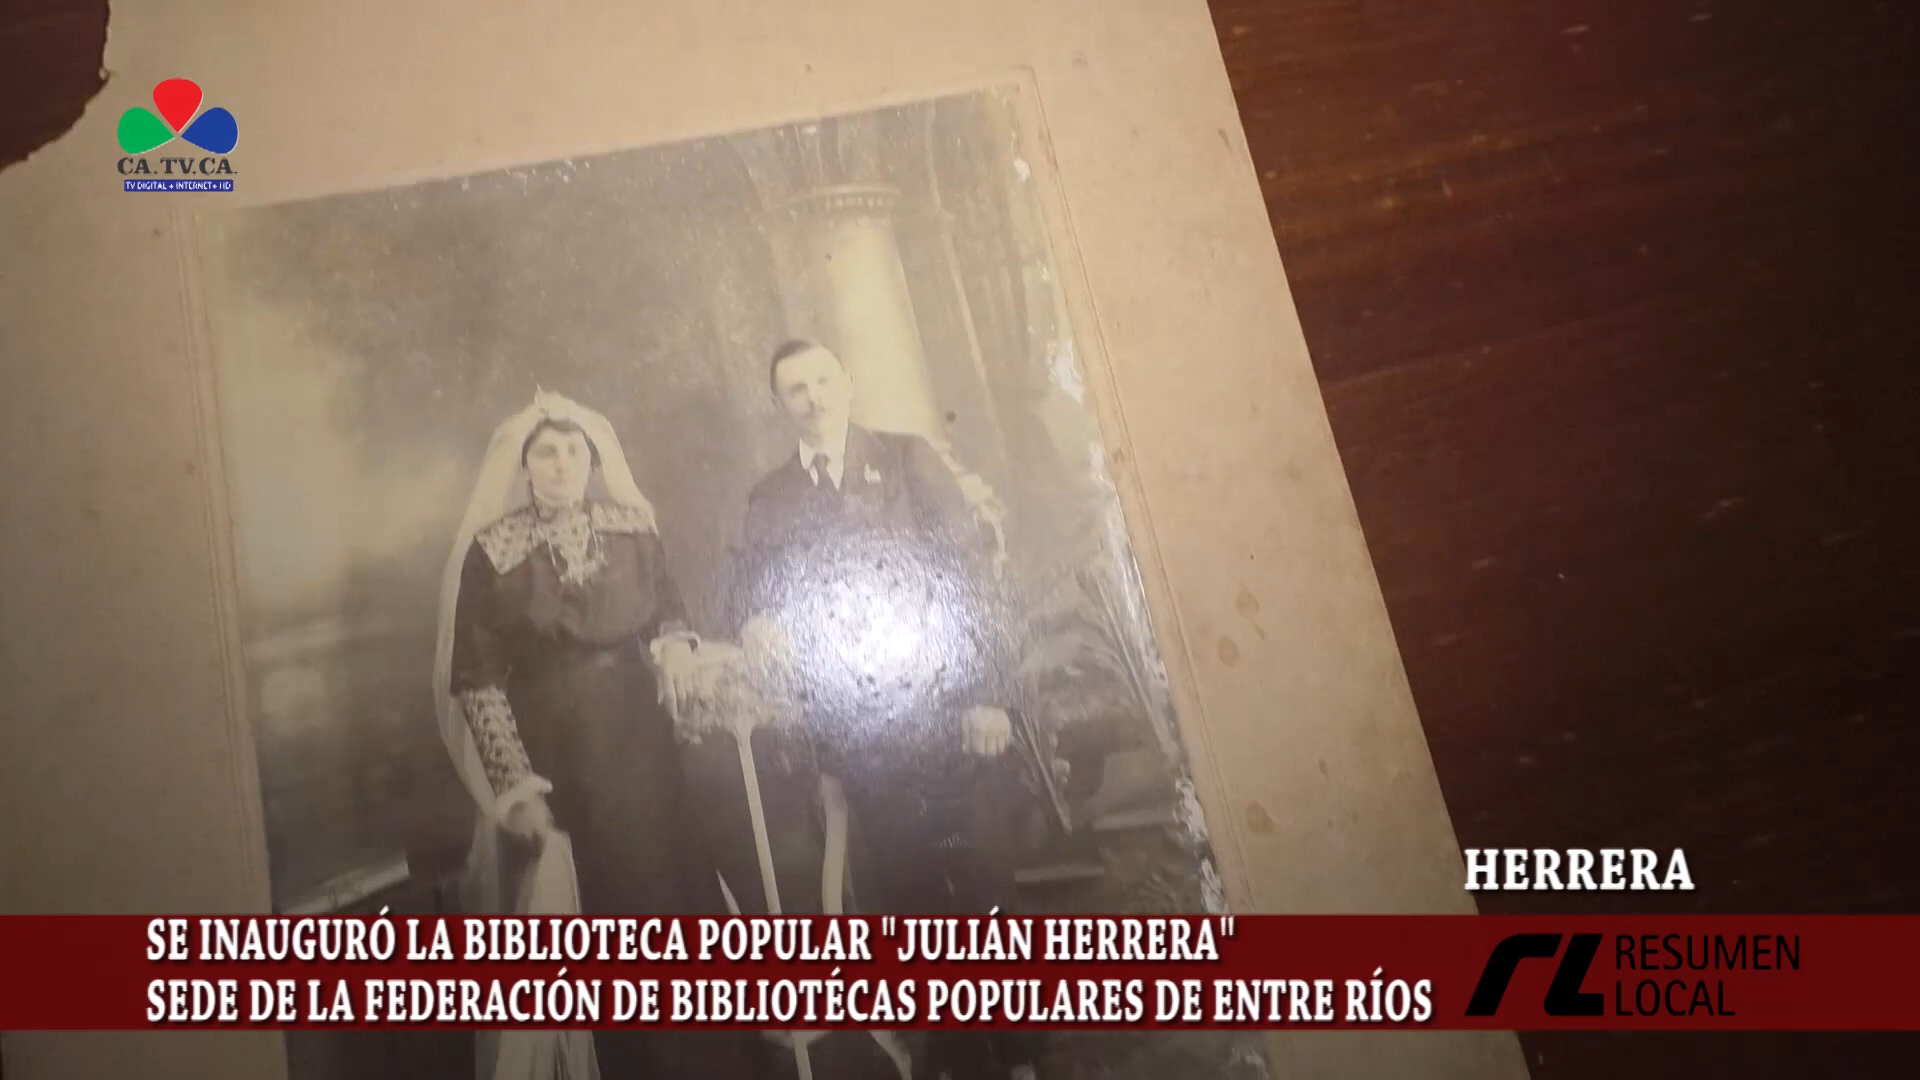 CA.TV.CA.
TV DIGITAL + INTERNET+ HD
HERRERA
SE INAUGURÓ LA BIBLIOTECA POPULAR "JULIÁN HERRERA"
SEDE DE LA FEDERACIÓN DE BIBLIOTÉCAS POPULARES DE ENTRE RÍOS
RL RESUMEN
LOCAL